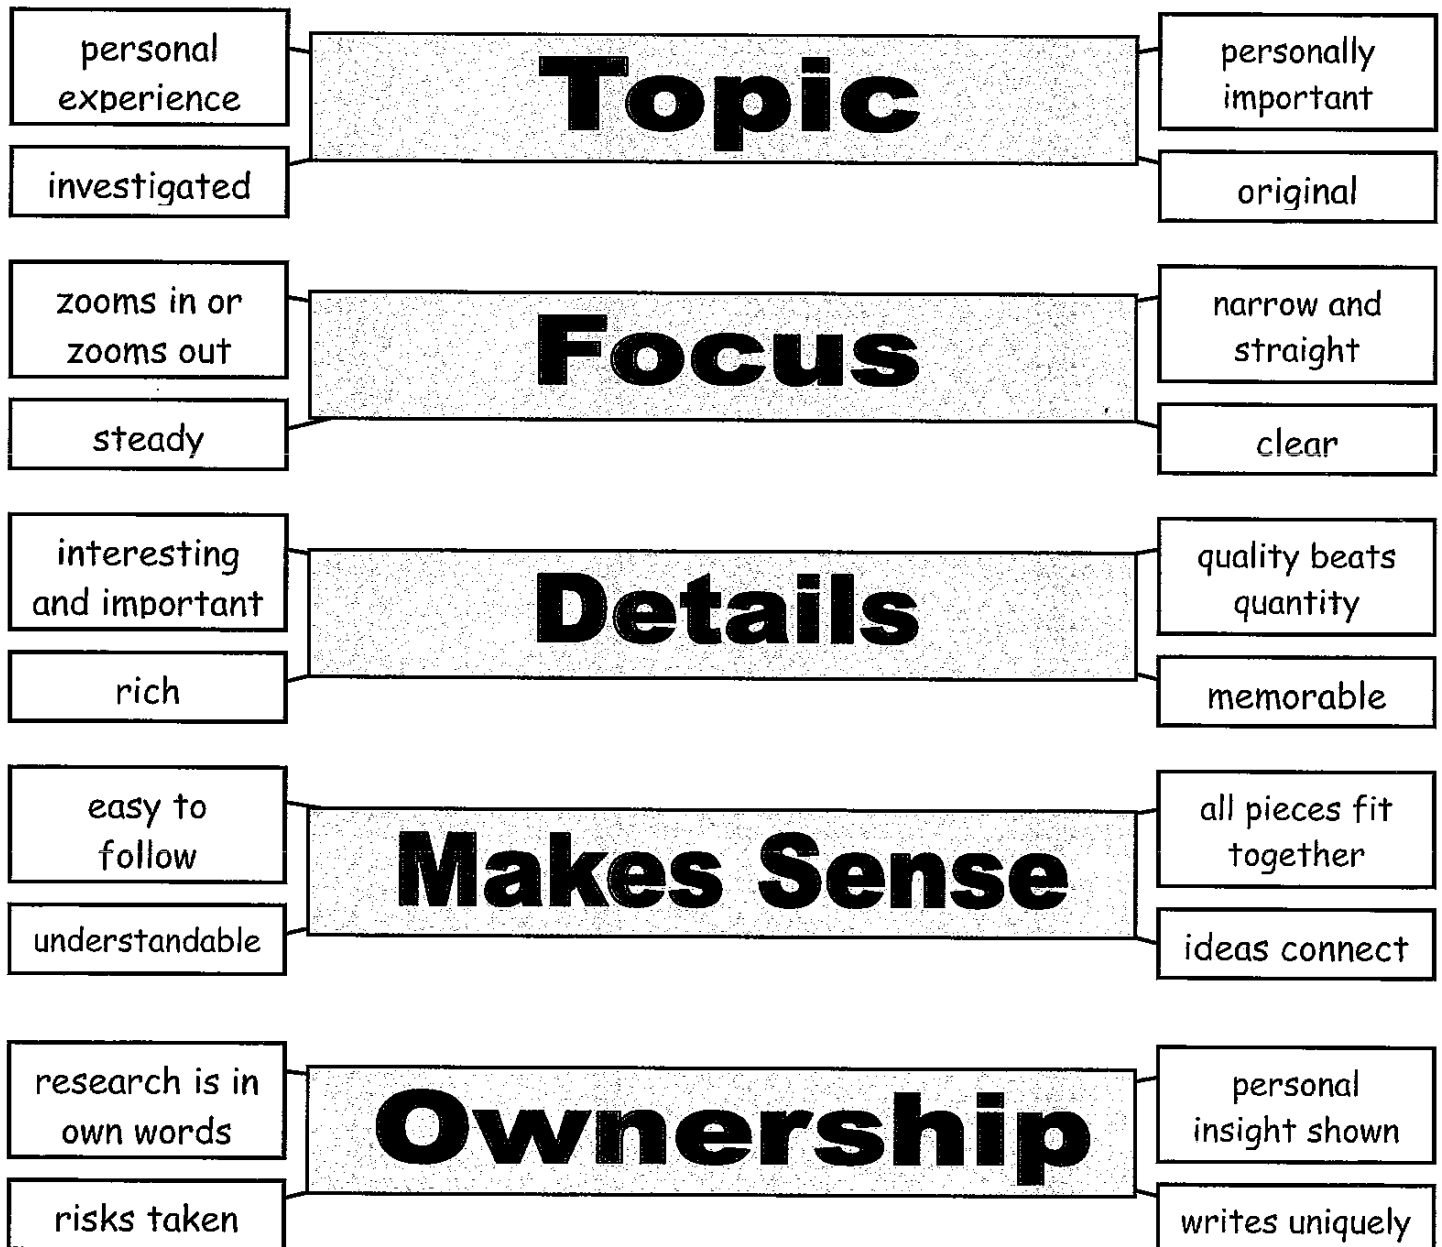 personal
experience
investigated
Topic
personally
important
original
zooms in or
zooms out
steady
Focus
narrow and
straight
clear
interesting
and important
rich
Details
quality beats
quantity
memorable
easy to
follow
understandable
Makes Sense
all pieces fit
together
ideas connect
research is in
own words
risks taken
Ownership
personal
insight shown
writes uniquely